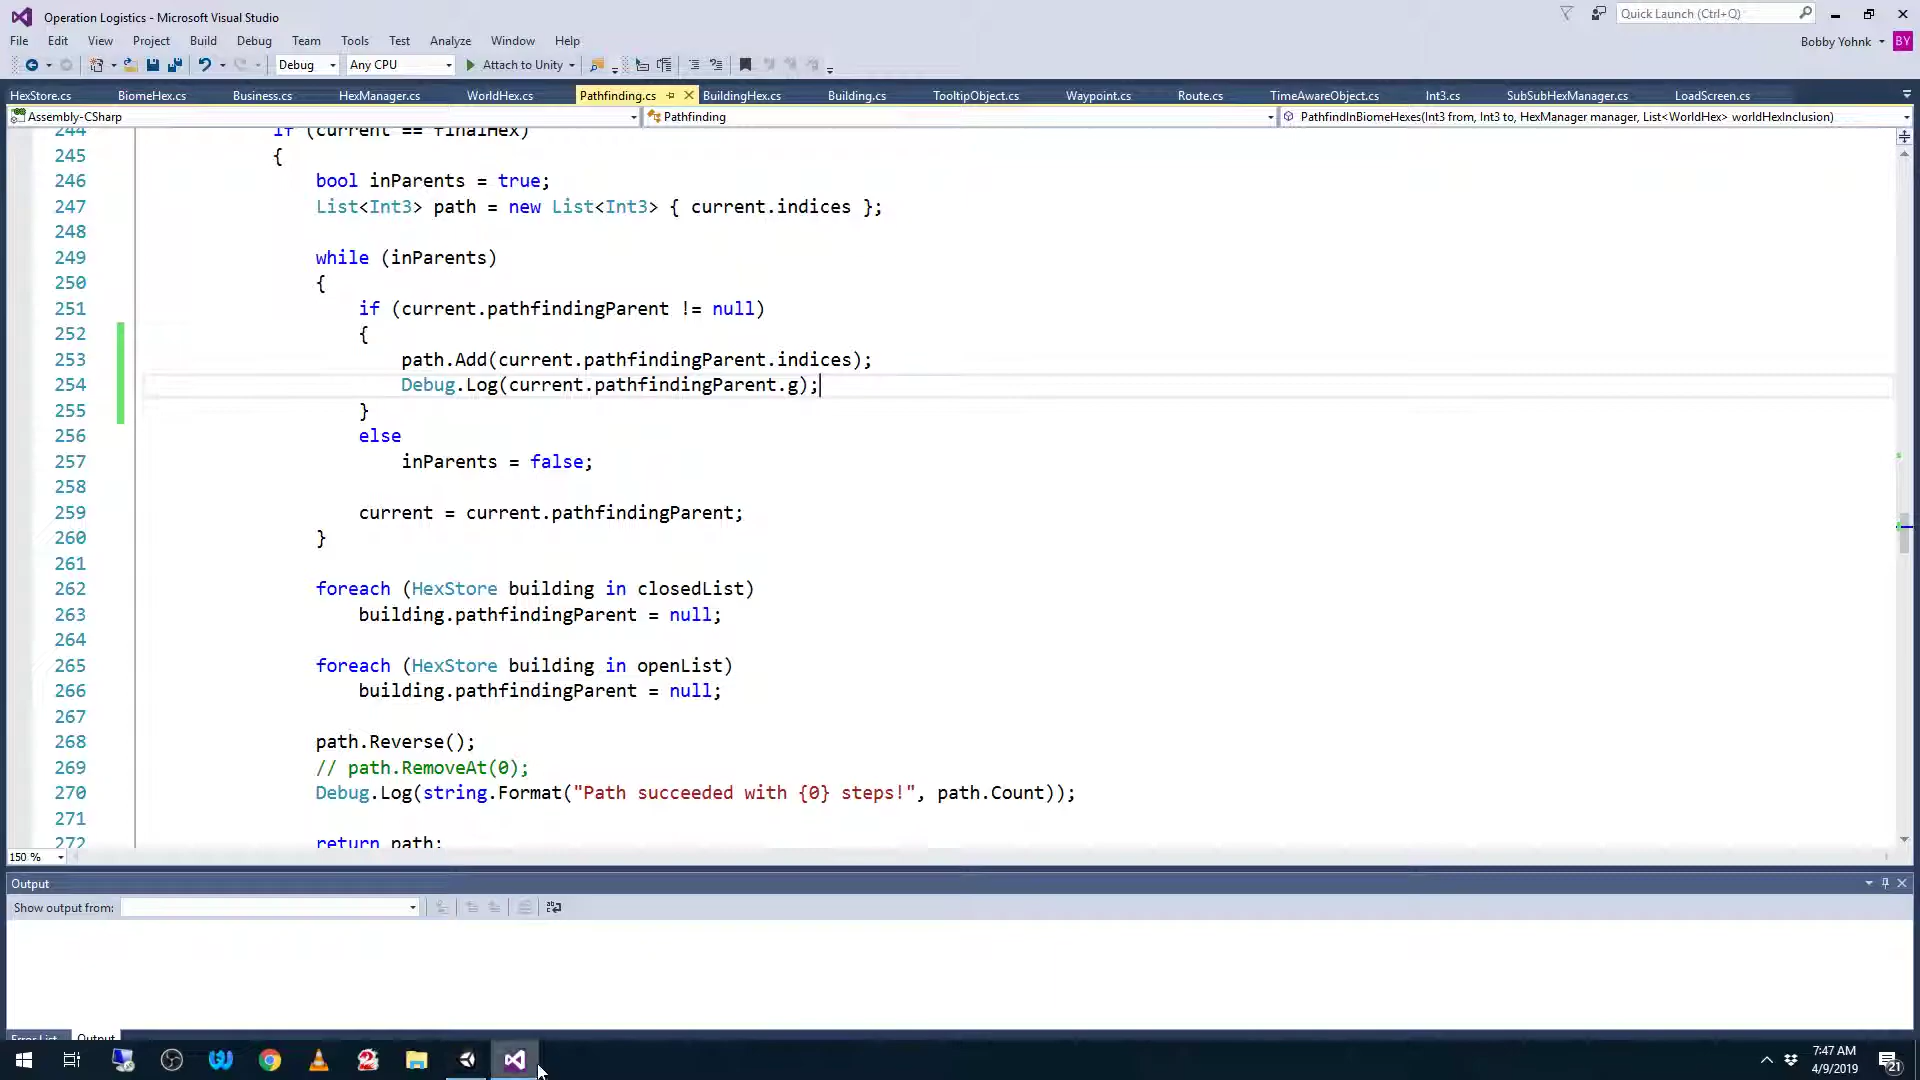 Operation Logistics - Microsoft Visual Studio
Quick Launch (Ctrl+Q)
File Edit View Project Build Debug Team Tools Test Analyze Window Help
Bobby Yohnk BY
Debug Any CPU Attach to Unity
HexStore.cs BiomeHex.cs Business.cs HexManager.cs WorldHex.cs Pathfinding.cs BuildingHex.cs Building.cs TooltipObject.cs Waypoint.cs Route.cs TimeAwareObject.cs Int3.cs SubSubHexManager.cs LoadScreen.cs
Assembly-CSharp Pathfinding PathfindInBiomeHexes(Int3 from, Int3 to, HexManager manager, List<WorldHex> worldHexInclusion)
244 if (current == finalHex)
245 {
246 bool inParents = true;
247 List<Int3> path = new List<Int3> { current.indices };
248
249 while (inParents)
250 {
251 if (current.pathfindingParent != null)
252 {
253 path.Add(current.pathfindingParent.indices);
254 Debug.Log(current.pathfindingParent.g);
255 }
256 else
257 inParents = false;
258
259 current = current.pathfindingParent;
260 }
261
262 foreach (HexStore building in closedList)
263 building.pathfindingParent = null;
264
265 foreach (HexStore building in openList)
266 building.pathfindingParent = null;
267
268 path.Reverse();
269 // path.RemoveAt(0);
270 Debug.Log(string.Format("Path succeeded with {0} steps!", path.Count));
271
272 return path;
150 %
Output
Show output from:
Error List Output
7:47 AM
4/9/2019
21